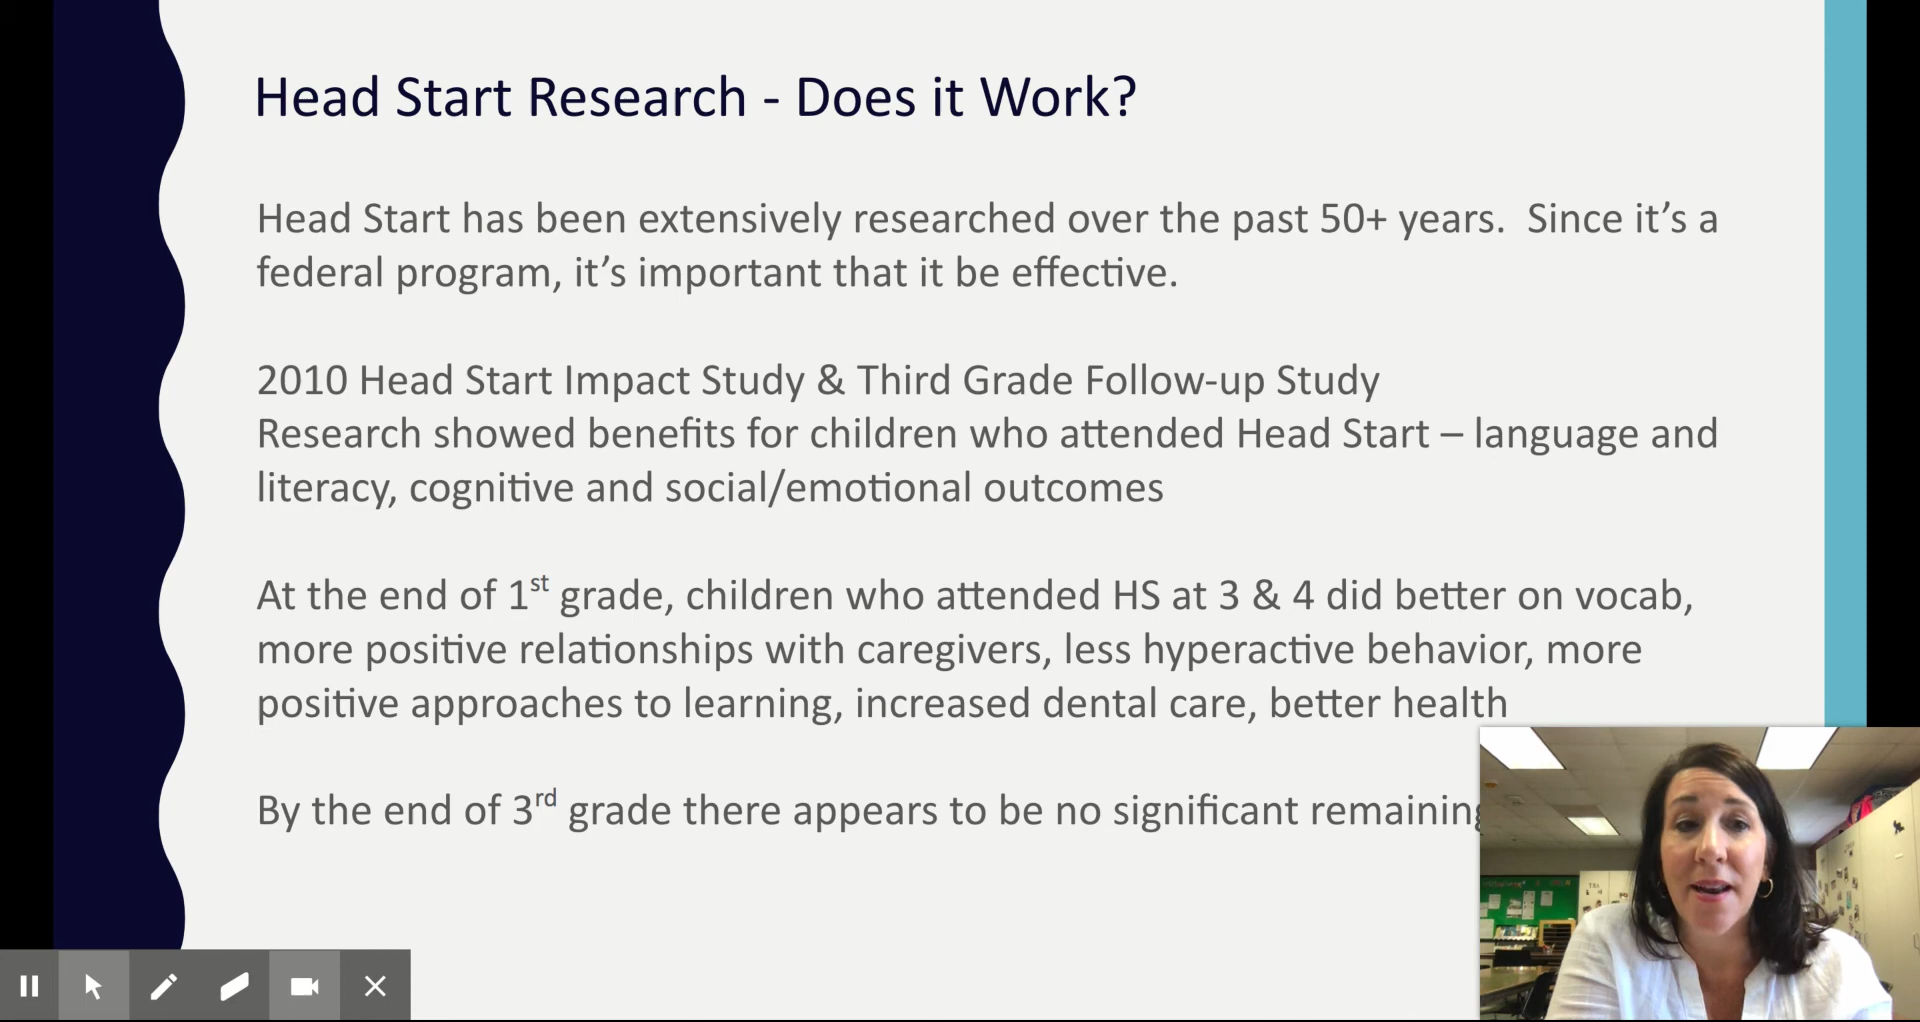 Head Start Research - Does it Work?
Head Start has been extensively researched over the past 50+ years. Since it’s a
federal program, it’s important that it be effective.
2010 Head Start Impact Study & Third Grade Follow-up Study
Research showed benefits for children who attended Head Start – language and
literacy, cognitive and social/emotional outcomes
At the end of 1st grade, children who attended HS at 3 & 4 did better on vocab,
more positive relationships with caregivers, less hyperactive behavior, more
positive approaches to learning, increased dental care, better health
By the end of 3rd grade there appears to be no significant remaining